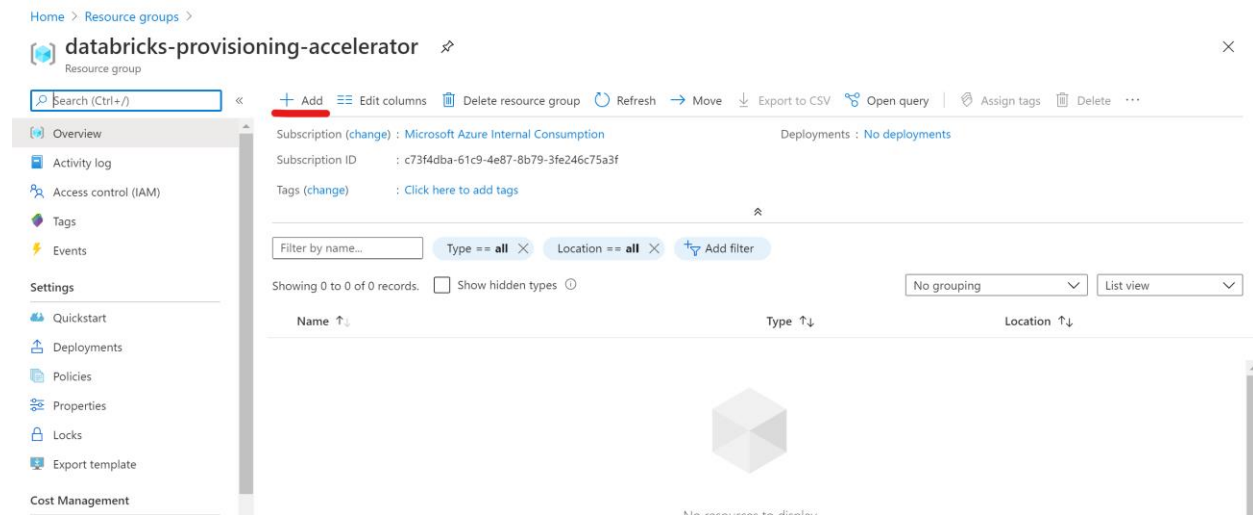 Home > Resource groups >
databricks-provisioning-accelerator
Resource group
Search (Ctrl+/)
Overview
Activity log
Access control (IAM)
Tags
Events
Settings
Quickstart
Deployments
Policies
Properties
Locks
Export template
Cost Management
Add Edit columns Delete resource group Refresh Move Export to CSV Open query Assign tags Delete ...
Subscription (change) : Microsoft Azure Internal Consumption Deployments : No deployments
Subscription ID : c73f4dba-61c9-4e87-8b79-3fe246c75a3f
Tags (change) : Click here to add tags
Filter by name... Type == all Location == all Add filter
Showing 0 to 0 of 0 records. Show hidden types No grouping List view
Name Type Location
No resources to display